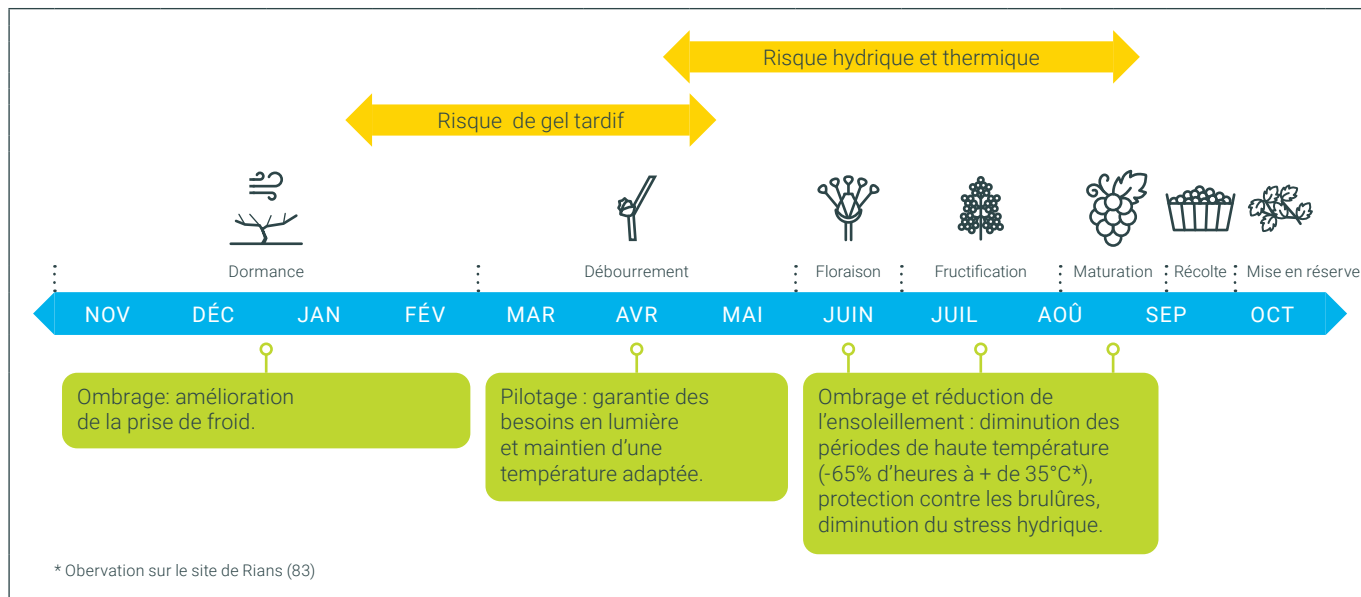 Risque hydrique et thermique
Risque de gel tardif
Dormance
Débourrement
Floraison
Fructification
Maturation
Récolte
Mise en réserve
NOV DÉC JAN FÉV MAR AVR MAI JUIN JUIL AOÛ SEP OCT
Ombrage: amélioration
de la prise de froid.
Pilotage : garantie des
besoins en lumière
et maintien d'une
température adaptée.
Ombrage et réduction de
l'ensoleillement : diminution des
périodes de haute température
(-65% d'heures à + de 35°C*),
protection contre les brulûres,
diminution du stress hydrique.
* Obervation sur le site de Rians (83)